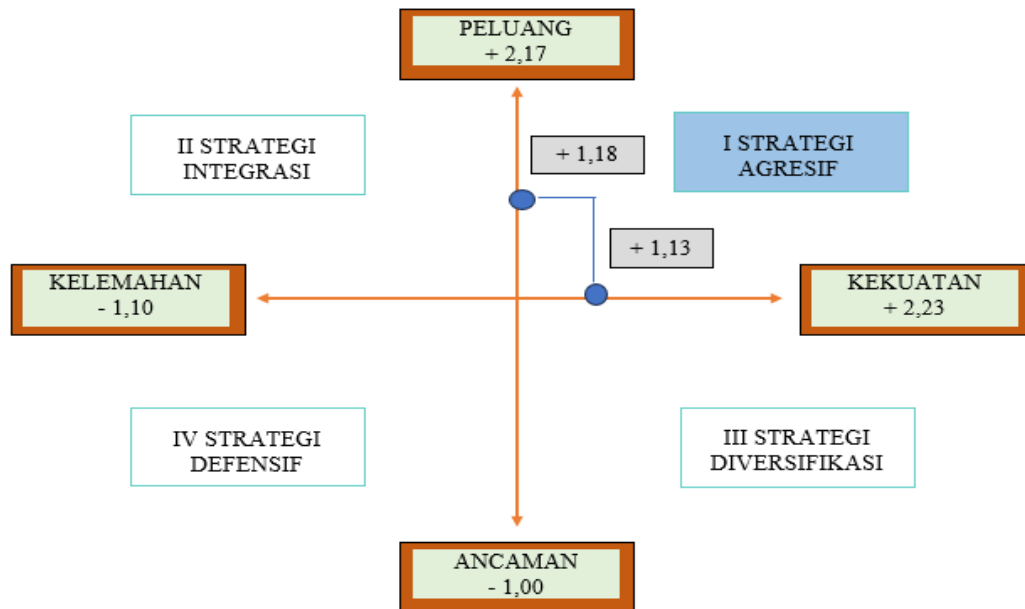 PELUANG
+ 2,17
II STRATEGI
INTEGRASI
+ 1,18
I STRATEGI
AGRESIF
+ 1,13
KELEMAHAN
- 1,10
KEKUATAN
+ 2,23
IV STRATEGI
DEFENSIF
III STRATEGI
DIVERSIFIKASI
ANCAMAN
- 1,00